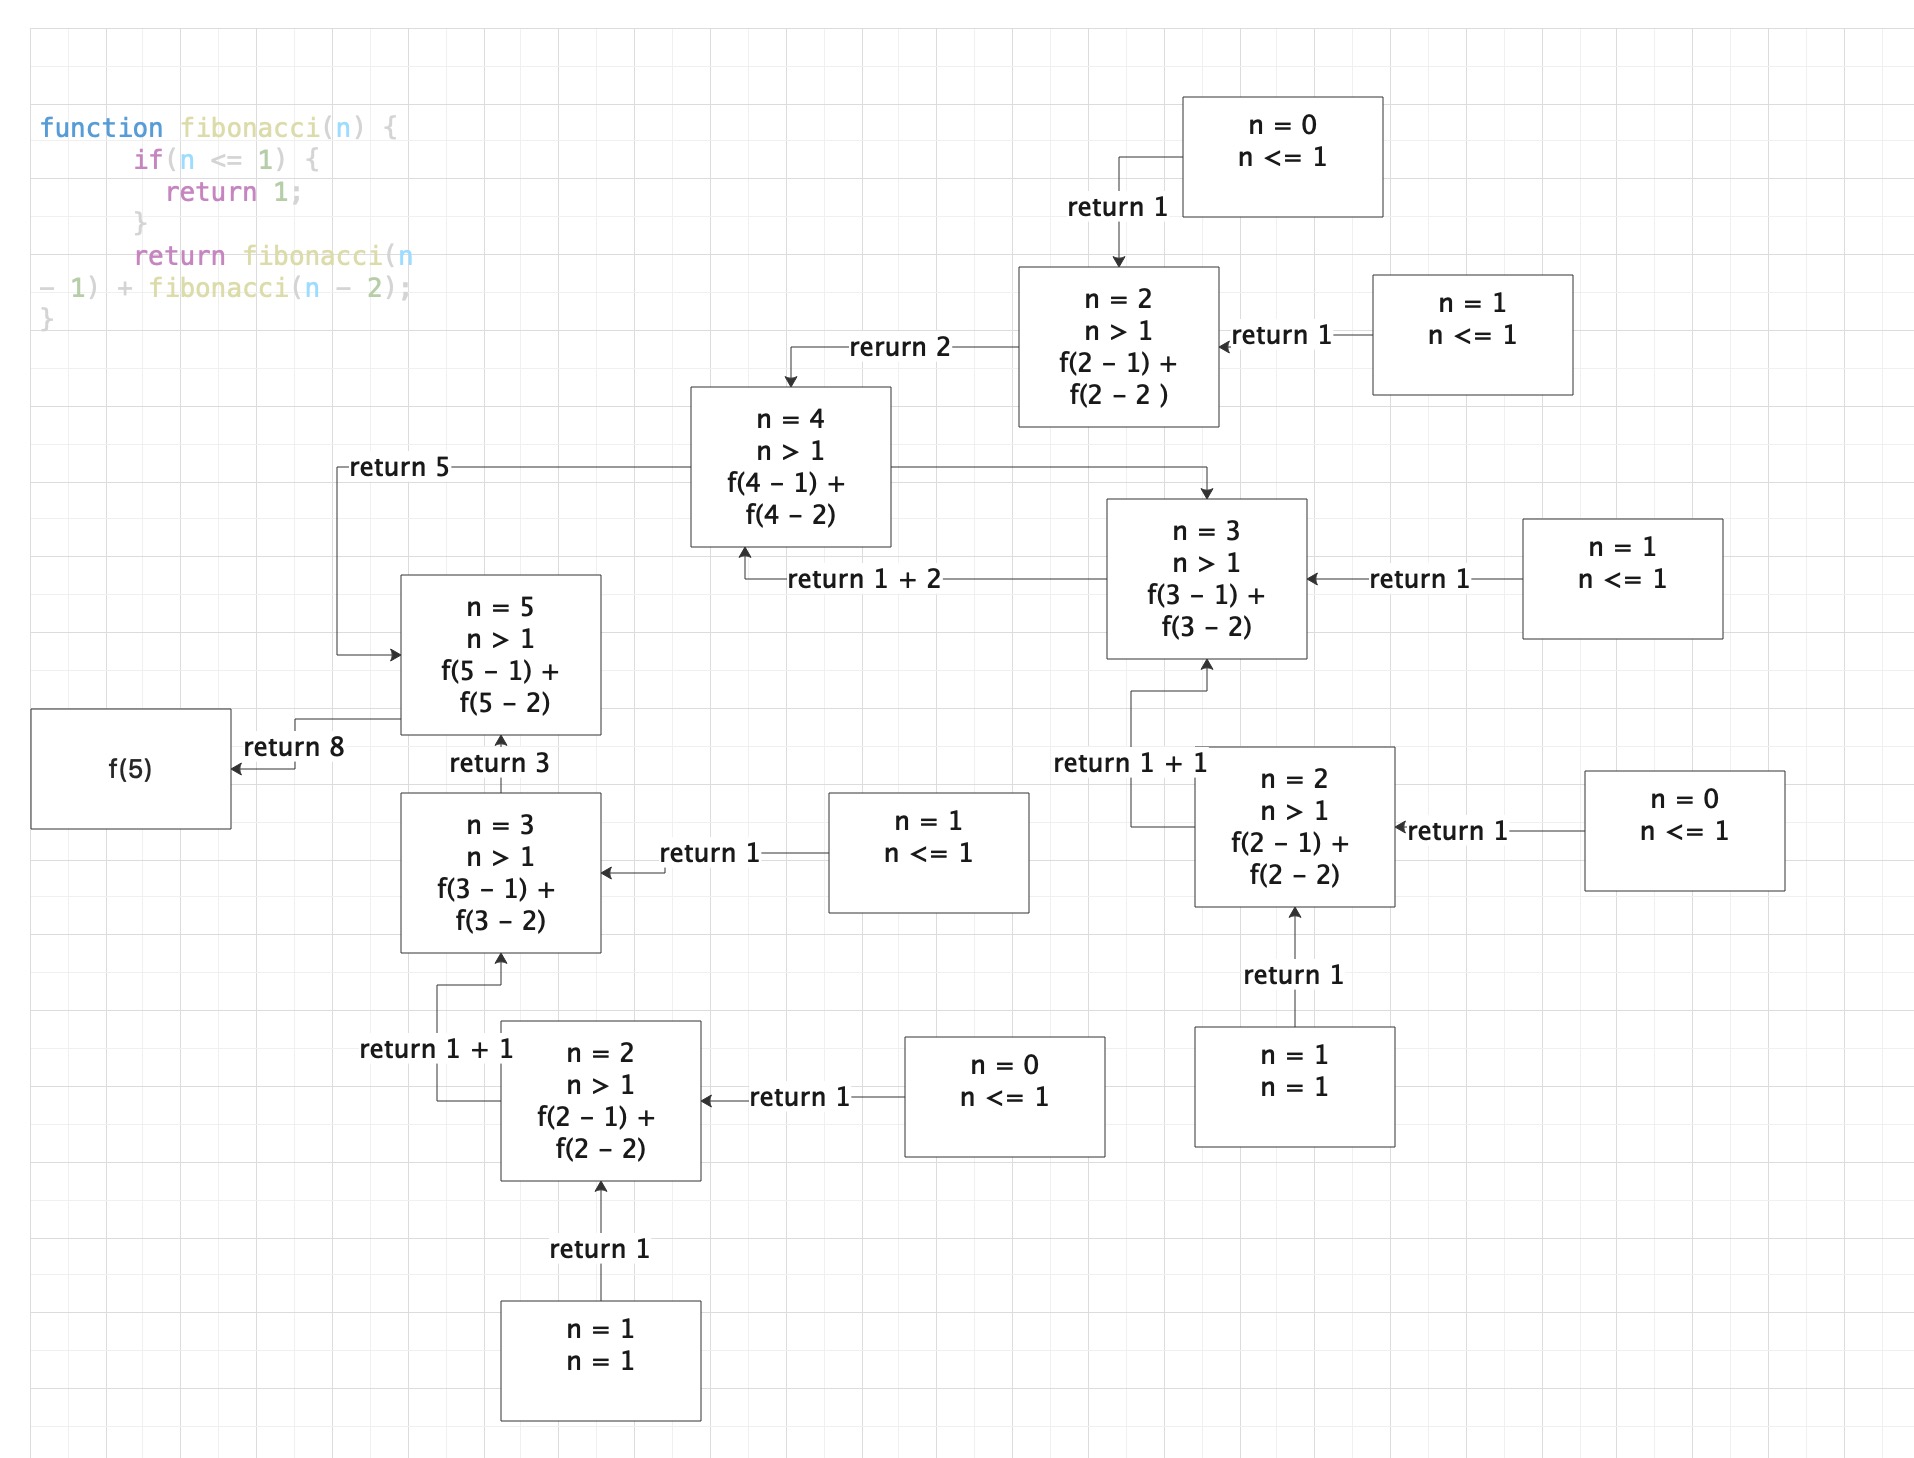 function fibonacci(n) {
if(n <= 1) {
return 1;
}
return fibonacci(n
- 1) + fibonacci(n - 2);
}
n = 0
n <= 1
return 1
n = 2
n > 1
f(2 - 1) +
f(2 - 2 )
return 1
n = 1
n <= 1
rerurn 2
n = 4
n > 1
f(4 - 1) +
f(4 - 2)
return 5
n = 3
n > 1
f(3 - 1) +
f(3 - 2)
return 1
n = 1
n <= 1
return 1 + 2
n = 5
n > 1
f(5 - 1) +
f(5 - 2)
return 8
f(5)
return 3
n = 3
n > 1
f(3 - 1) +
f(3 - 2)
return 1
n = 1
n <= 1
return 1 + 1
n = 2
n > 1
f(2 - 1) +
f(2 - 2)
return 1
n = 0
n <= 1
return 1
n = 1
n = 1
return 1 + 1
n = 2
n > 1
f(2 - 1) +
f(2 - 2)
return 1
n = 0
n <= 1
return 1
n = 1
n = 1